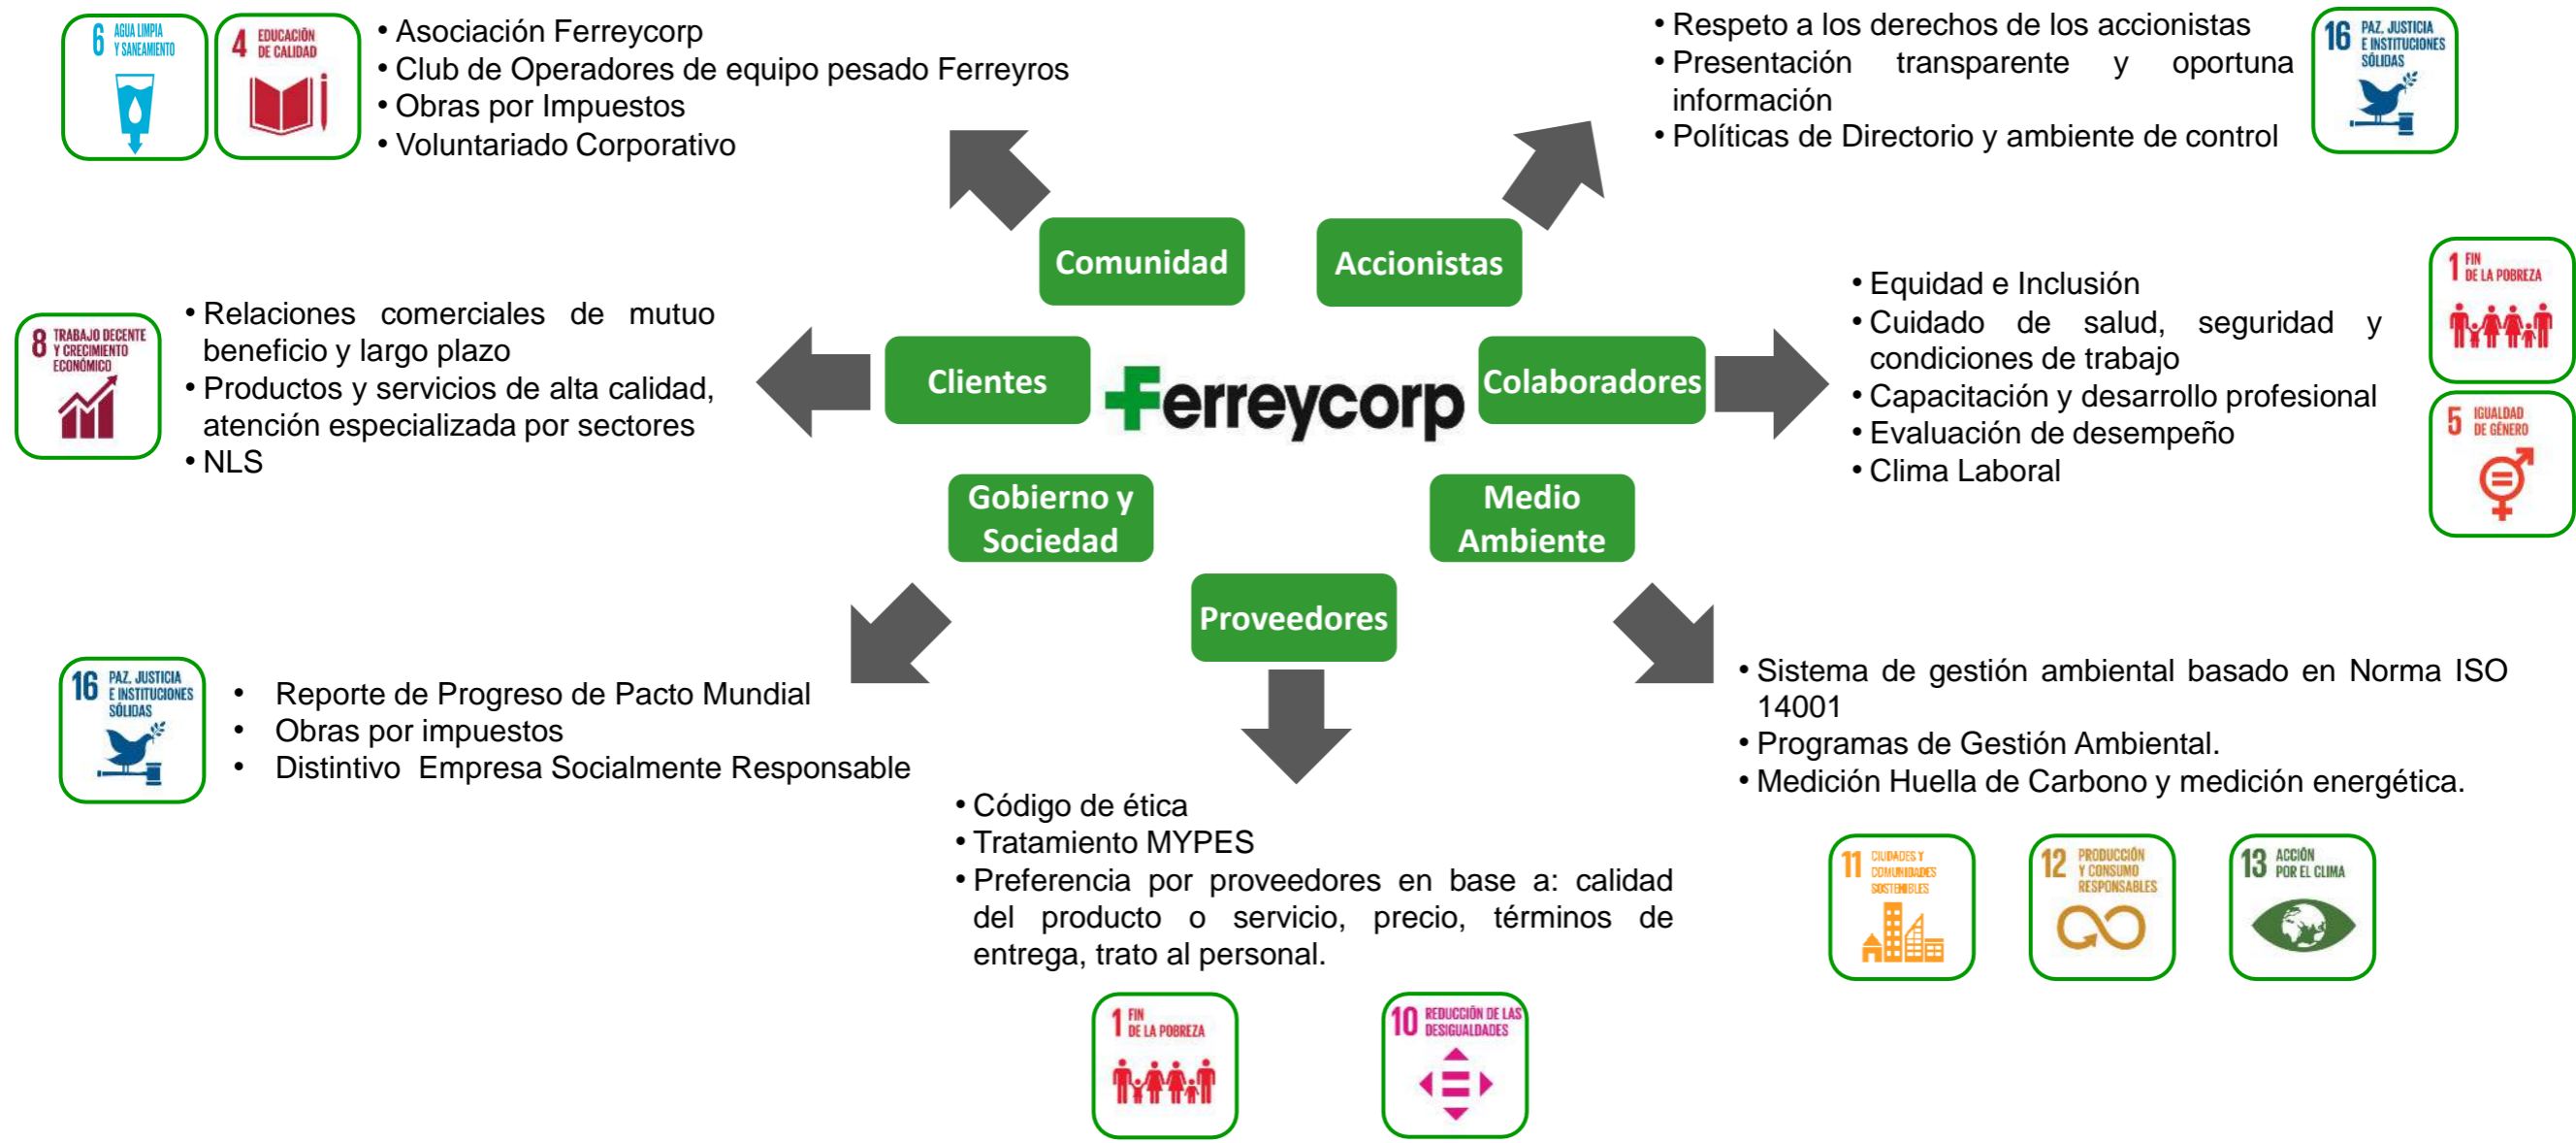 6 AGUA LIMPIA
Y SANEAMIENTO
4 EDUCACIÓN
DE CALIDAD
• Asociación Ferreycorp
• Club de Operadores de equipo pesado Ferreyros
• Obras por Impuestos
• Voluntariado Corporativo
• Respeto a los derechos de los accionistas
• Presentación transparente y oportuna
información
• Políticas de Directorio y ambiente de control
16 PAZ, JUSTICIA
E INSTITUCIONES
SÓLIDAS
Comunidad
Accionistas
8 TRABAJO DECENTE
Y CRECIMIENTO
ECONÓMICO
• Relaciones comerciales de mutuo
beneficio y largo plazo
• Productos y servicios de alta calidad,
atención especializada por sectores
• NLS
Clientes
Ferreycorp
Colaboradores
• Equidad e Inclusión
• Cuidado de salud, seguridad y
condiciones de trabajo
• Capacitación y desarrollo profesional
• Evaluación de desempeño
• Clima Laboral
1 FIN
DE LA POBREZA
5 IGUALDAD
DE GÉNERO
Gobierno y
Sociedad
Medio
Ambiente
Proveedores
16 PAZ, JUSTICIA
E INSTITUCIONES
SÓLIDAS
• Reporte de Progreso de Pacto Mundial
• Obras por impuestos
• Distintivo Empresa Socialmente Responsable
• Código de ética
• Tratamiento MYPES
• Preferencia por proveedores en base a: calidad
del producto o servicio, precio, términos de
entrega, trato al personal.
1 FIN
DE LA POBREZA
10 REDUCCIÓN DE LAS
DESIGUALDADES
• Sistema de gestión ambiental basado en Norma ISO
14001
• Programas de Gestión Ambiental.
• Medición Huella de Carbono y medición energética.
11 CIUDADES Y
COMUNIDADES
SOSTENIBLES
12 PRODUCCIÓN
Y CONSUMO
RESPONSABLES
13 ACCIÓN
POR EL CLIMA